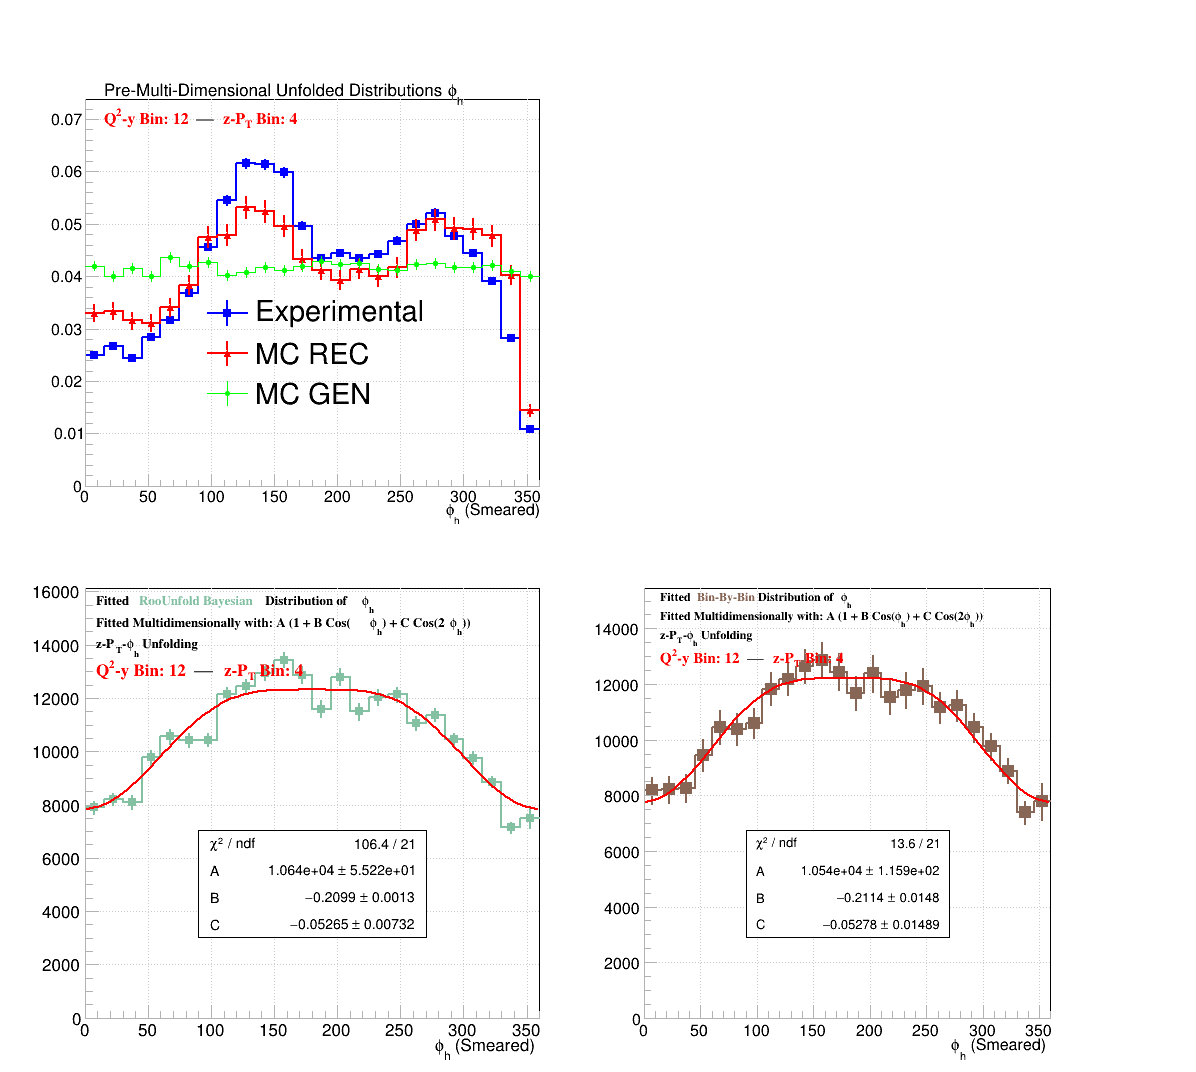 Pre-Multi-Dimensional Unfolded Distributions ϕh
Q2-y Bin: 12 — z-PT Bin: 4
0.07
0.06
0.05
0.04
0.03
0.02
0.01
0
Experimental
MC REC
MC GEN
0 50 100 150 200 250 300 350
ϕh (Smeared)
Fitted RooUnfold Bayesian Distribution of ϕh
Fitted Multidimensionally with: A (1 + B Cos( ϕh) + C Cos(2 ϕh))
z-PT-ϕh Unfolding
Q2-y Bin: 12 — z-PT Bin: 4
16000
14000
12000
10000
8000
6000
4000
2000
0
χ2 / ndf 106.4 / 21
A 1.064e+04 ± 5.522e+01
B −0.2099 ± 0.0013
C −0.05265 ± 0.00732
0 50 100 150 200 250 300 350
ϕh (Smeared)
Fitted Bin-By-Bin Distribution of ϕh
Fitted Multidimensionally with: A (1 + B Cos(ϕh) + C Cos(2ϕh))
z-PT-ϕh Unfolding
Q2-y Bin: 12 — z-PT Bin: 4
14000
12000
10000
8000
6000
4000
2000
0
χ2 / ndf 13.6 / 21
A 1.054e+04 ± 1.159e+02
B −0.2114 ± 0.0148
C −0.05278 ± 0.01489
0 50 100 150 200 250 300 350
ϕh (Smeared)